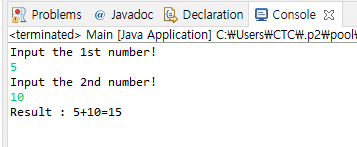 Problems @ Javadoc Declaration Console
<terminated> Main [Java Application] C:₩Users₩CTC₩.p2₩pool₩
Input the 1st number!
5
Input the 2nd number!
10
Result : 5+10=15